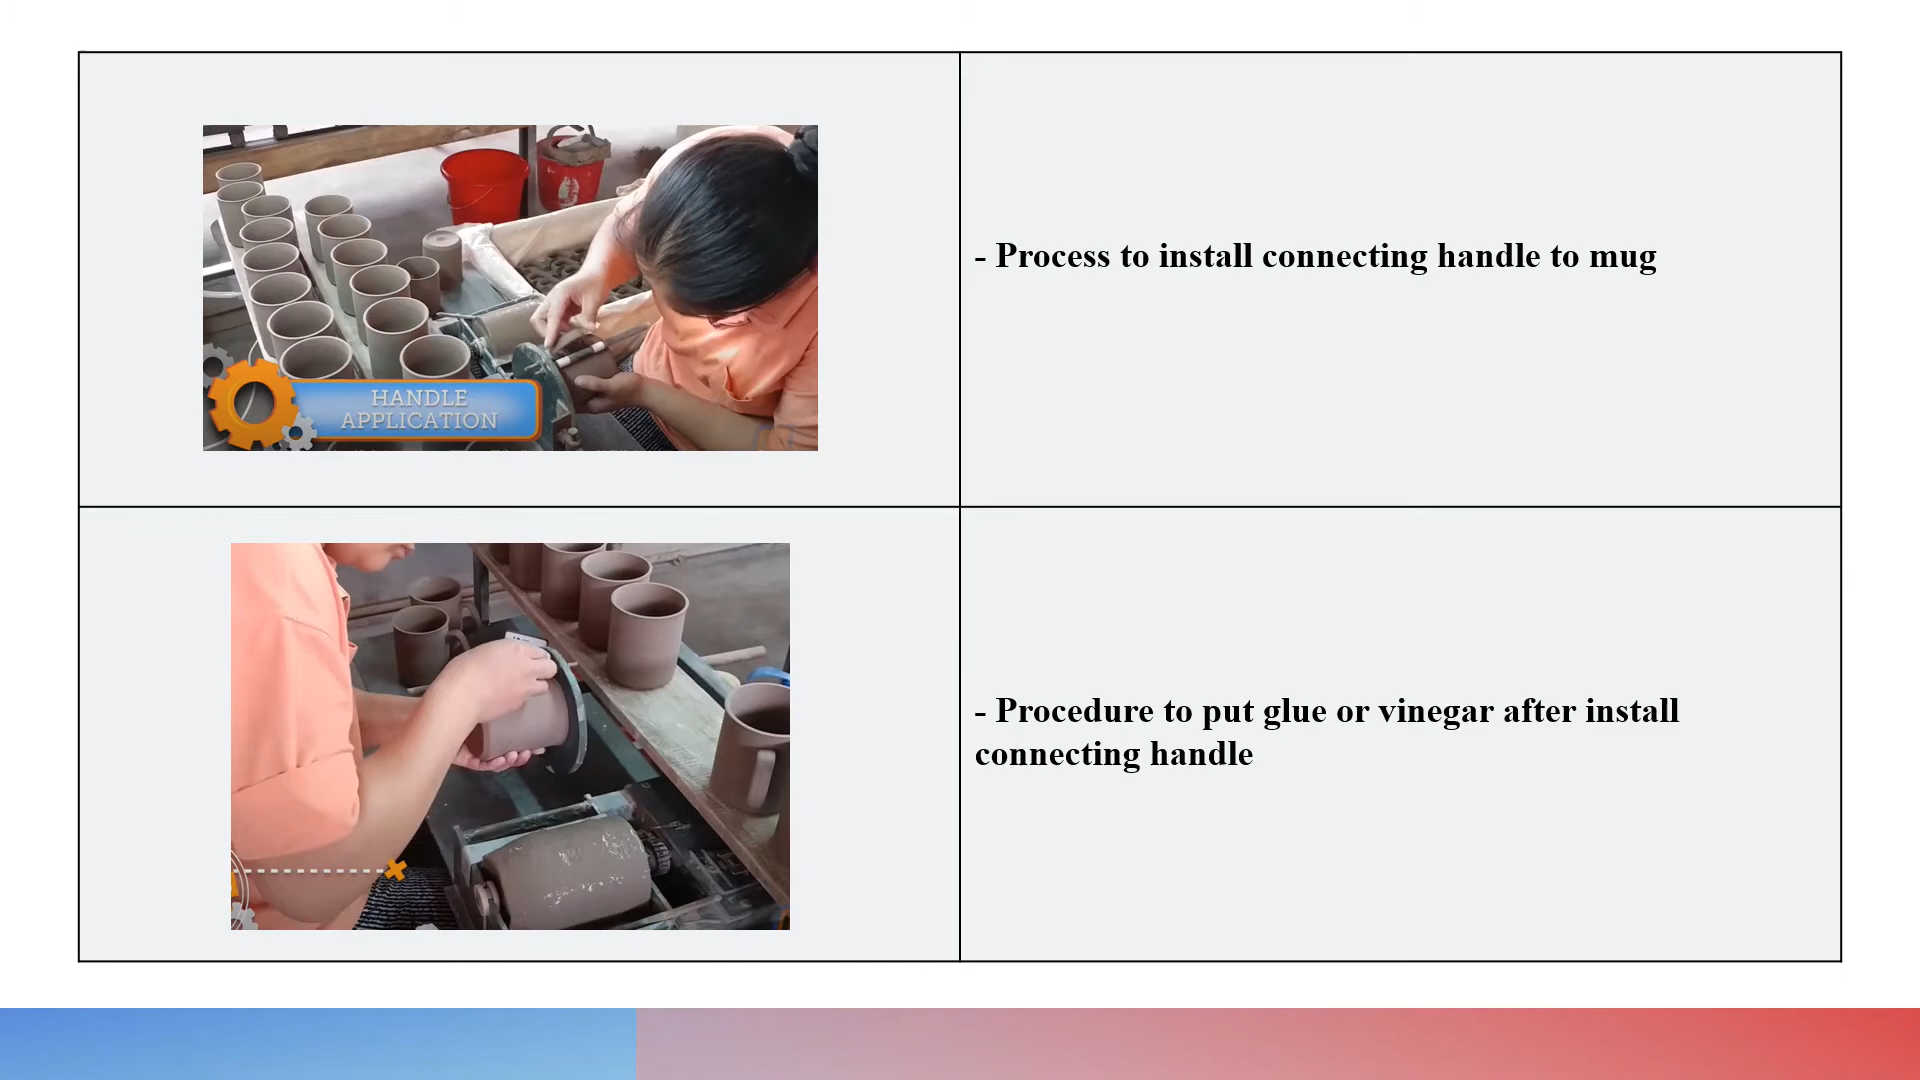 HANDLE
APPLICATION
- Process to install connecting handle to mug
- Procedure to put glue or vinegar after install
connecting handle